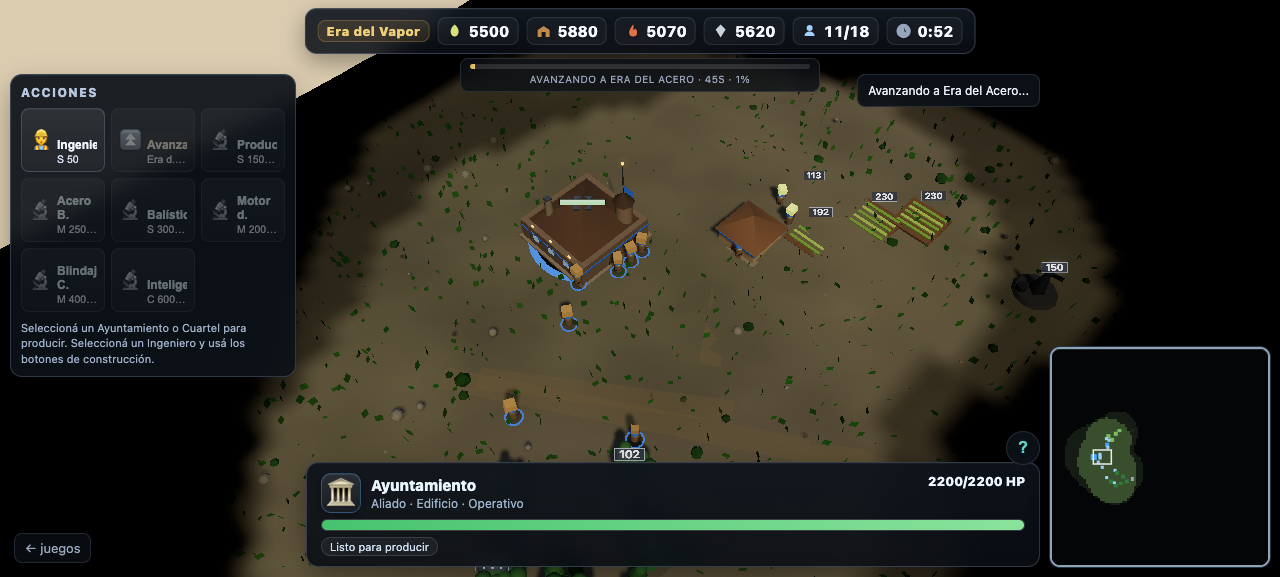 Era del Vapor
5500
5880
5070
5620
11/18
0:52
AVANZANDO A ERA DEL ACERO · 45S · 1%
Avanzando a Era del Acero...
ACCIONES
Ingenie
S 50
Avanza
Era d....
Produc
S 150...
Acero B.
M 250...
Balístic
S 300...
Motor d.
M 200...
Blindaj C.
M 400...
Intelige
C 600...
Seleccioná un Ayuntamiento o Cuartel para
producir. Seleccioná un Ingeniero y usá los
botones de construcción.
113
192
230
230
150
102
?
Ayuntamiento
2200/2200 HP
Aliado · Edificio · Operativo
Listo para producir
← juegos